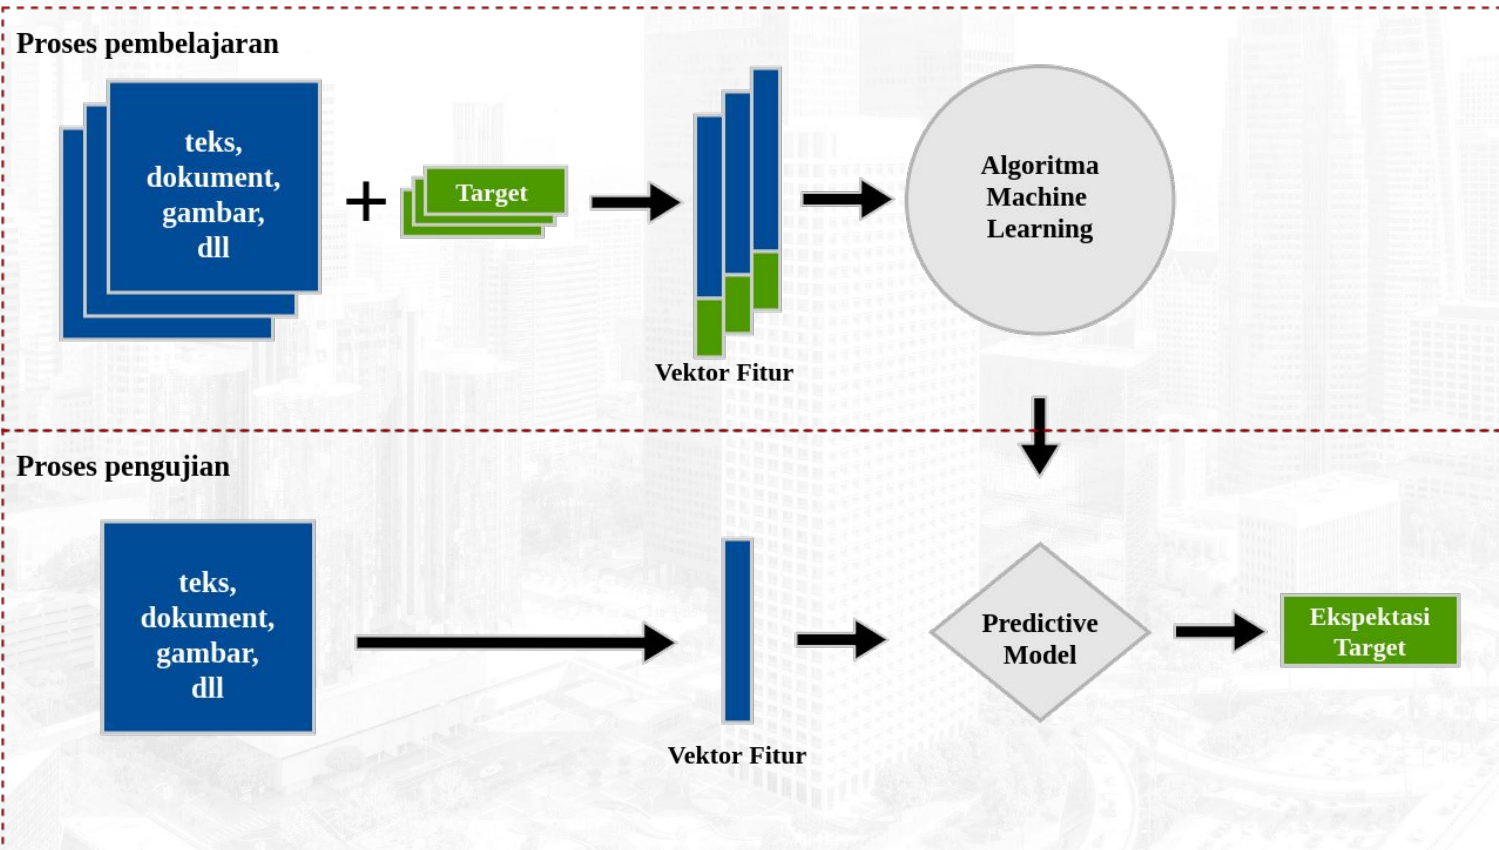 Proses pembelajaran
teks,
dokument,
gambar,
dll
+
Target
Vektor Fitur
Algoritma
Machine
Learning
Proses pengujian
teks,
dokument,
gambar,
dll
Vektor Fitur
Predictive
Model
Ekspektasi
Target